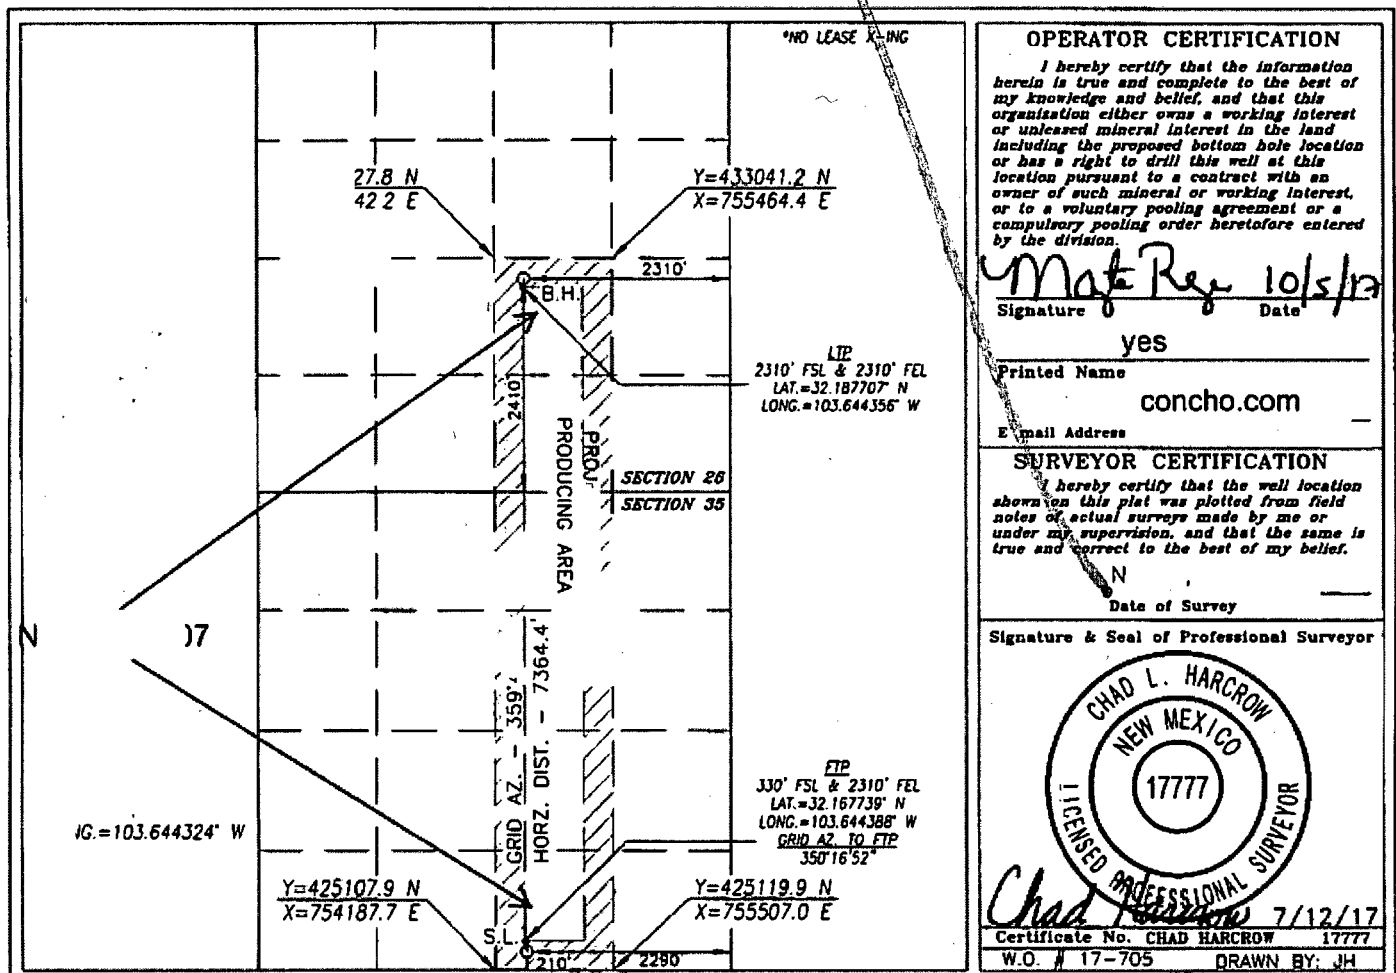 *NO LEASE X-ING
27.8 N
42 2 E
Y=433041.2 N
X=755464.4 E
2310'
B.H.
LTP
2310' FSL & 2310' FEL
LAT.=32.187707° N
LONG.=103.644356° W
2410'
PROJ
PRODUCING AREA
SECTION 26
SECTION 35
N
)7
GRID AZ. - 359°
HORZ. DIST. - 7364.4'
FTP
330' FSL & 2310' FEL
LAT.=32.167739° N
LONG.=103.644388° W
GRID AZ. TO FTP
350°16'52"
IG.=103.644324° W
Y=425107.9 N
X=754187.7 E
Y=425119.9 N
X=755507.0 E
S.L.
210'
2290
OPERATOR CERTIFICATION
I hereby certify that the information
herein is true and complete to the best of
my knowledge and belief, and that this
organization either owns a working interest
or unleased mineral interest in the land
including the proposed bottom hole location
or has a right to drill this well at this
location pursuant to a contract with an
owner of such mineral or working interest,
or to a voluntary pooling agreement or a
compulsory pooling order heretofore entered
by the division.
10/5/17
Signature Date
yes
Printed Name
concho.com
E mail Address
SURVEYOR CERTIFICATION
I hereby certify that the well location
shown on this plat was plotted from field
notes of actual surveys made by me or
under my supervision, and that the same is
true and correct to the best of my belief.
N
Date of Survey
Signature & Seal of Professional Surveyor
CHAD L. HARCROW
NEW MEXICO
17777
LICENSED PROFESSIONAL SURVEYOR
Chad Harcrow 7/12/17
Certificate No. CHAD HARCROW 17777
W.O. # 17-705 DRAWN BY: JH